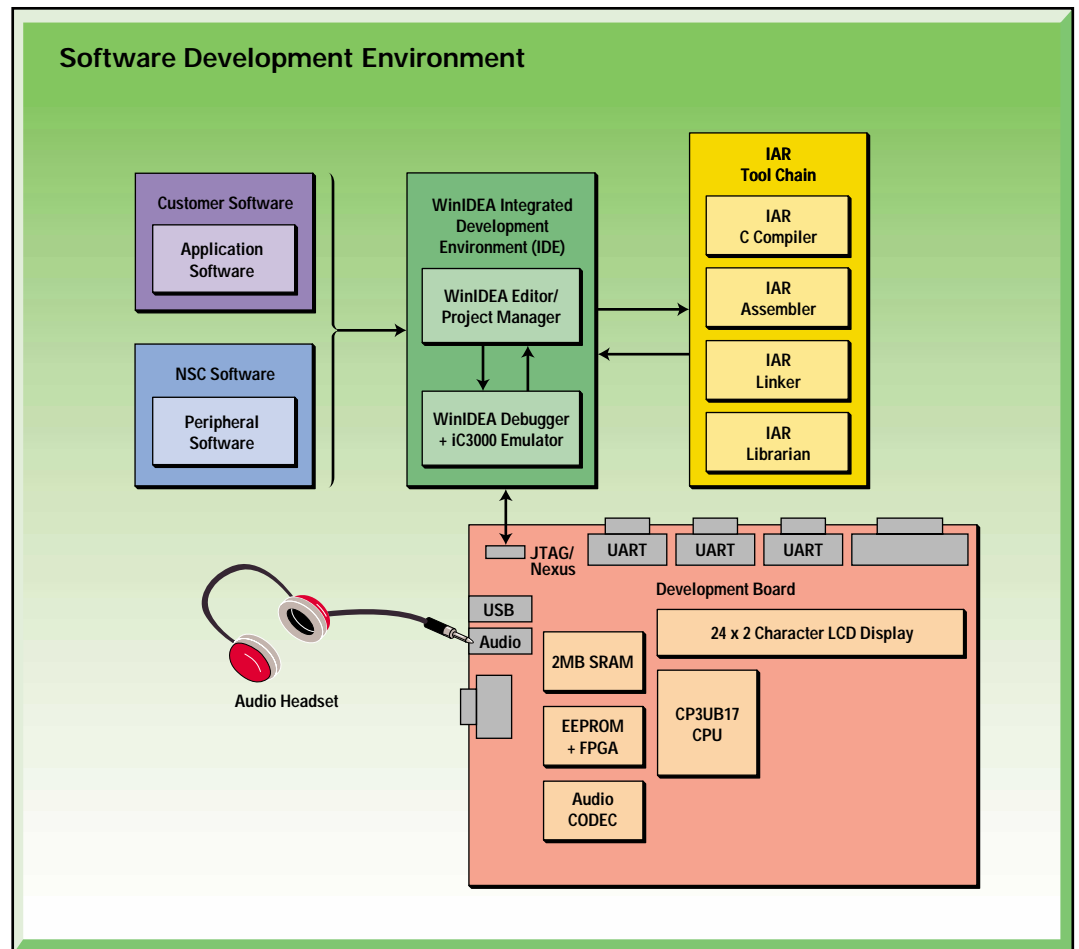 Software Development Environment
Customer Software
Application
Software
NSC Software
Peripheral
Software
WinIDEA Integrated
Development
Environment (IDE)
WinIDEA Editor/
Project Manager
WinIDEA Debugger
+ iC3000 Emulator
IAR
Tool Chain
IAR
C Compiler
IAR
Assembler
IAR
Linker
IAR
Librarian
JTAG/
Nexus
UART
UART
UART
Development Board
USB
Audio
24 x 2 Character LCD Display
2MB SRAM
CP3UB17
CPU
EEPROM
+ FPGA
Audio
CODEC
Audio Headset